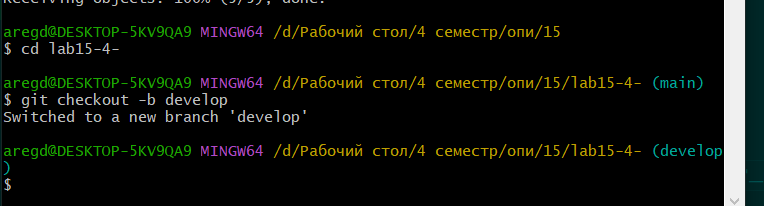 Receiving objects: 100% (9/9), done.
aregd@DESKTOP-5KV9QA9 MINGW64 /d/Рабочий стол/4 семестр/опи/15
$ cd lab15-4-
aregd@DESKTOP-5KV9QA9 MINGW64 /d/Рабочий стол/4 семестр/опи/15/lab15-4- (main)
$ git checkout -b develop
Switched to a new branch 'develop'
aregd@DESKTOP-5KV9QA9 MINGW64 /d/Рабочий стол/4 семестр/опи/15/lab15-4- (develop
)
$